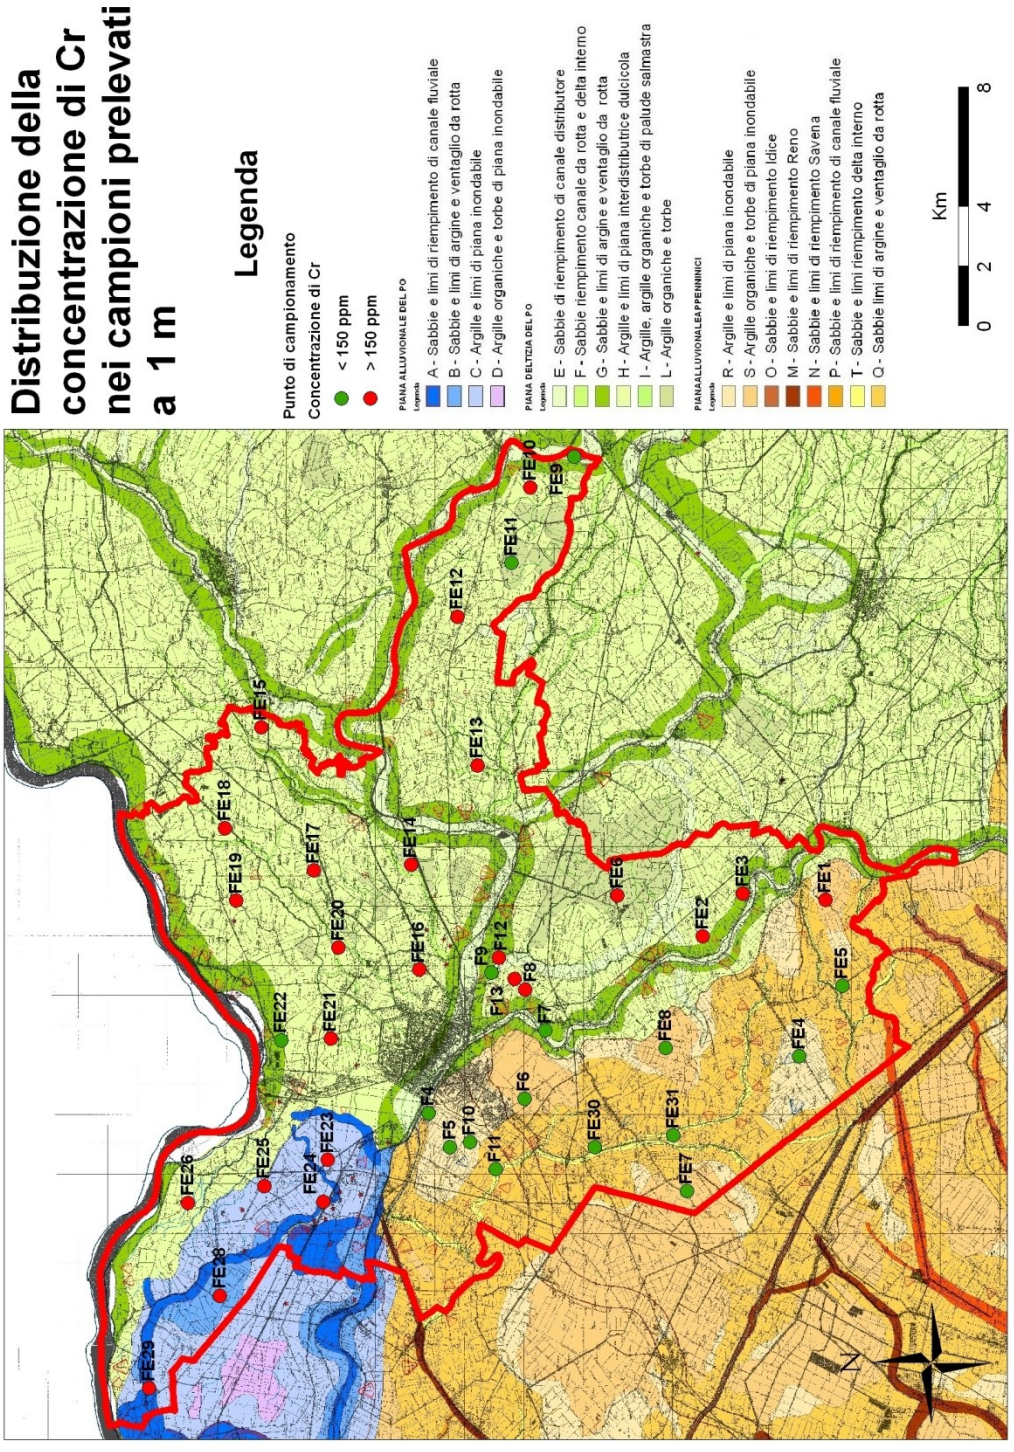 Distribuzione della
concentrazione di Cr
nei campioni prelevati
a 1 m
Legenda
Punto di campionamento
Concentrazione di Cr
< 150 ppm
> 150 ppm
PIANA ALLUVIONALE DEL PO
Legenda
A - Sabbie e limi di riempimento di canale fluviale
B - Sabbie e limi di argine e ventaglio da rotta
C - Argille e limi di piana inondabile
D - Argille organiche e torbe di piana inondabile
PIANA DELTIZIA DEL PO
Legenda
E - Sabbie di riempimento di canale distributore
F - Sabbie riempimento canale da rotta e delta interno
G - Sabbie e limi di argine e ventaglio da rotta
H - Argille e limi di piana interdistributrice dulcicola
I - Argille, argille organiche e torbe di palude salmastra
L - Argille organiche e torbe
PIANA ALLUVIONALE APPENNINICI
Legenda
R - Argille e limi di piana inondabile
S - Argille organiche e torbe di piana inondabile
O - Sabbie e limi di riempimento Idice
M - Sabbie e limi di riempimento Reno
N - Sabbie e limi di riempimento Savena
P - Sabbie e limi di riempimento di canale fluviale
T - Sabbie limi riempimento delta interno
Q - Sabbie limi di argine e ventaglio da rotta
Km
0 2 4 8
N
FE29
FE28
FE26
FE25
FE24
FE23
FE22
FE21
FE20
FE19
FE18
FE17
FE16
FE15
FE14
FE13
FE12
FE11
FE10
FE9
F4
F5
F10
F11
F6
F7
F8
F13
F9
F12
FE30
FE31
FE7
FE8
FE4
FE5
FE6
FE2
FE3
FE1